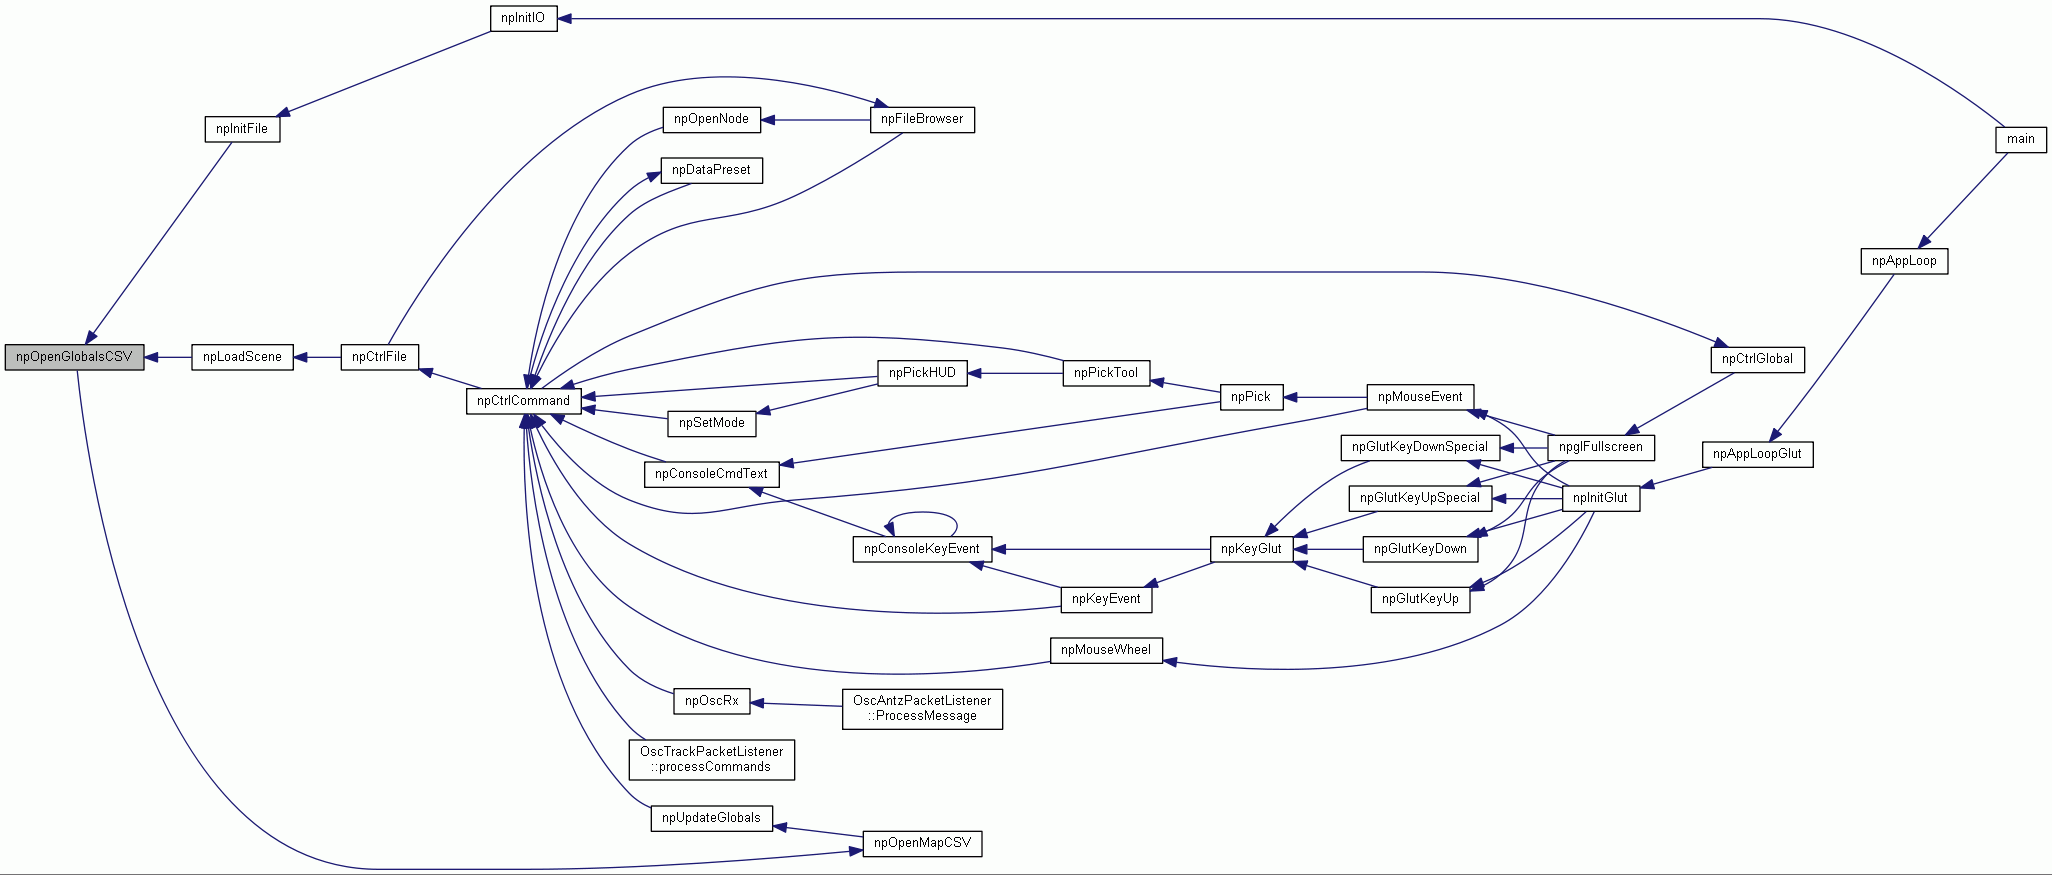 npInitIO
npInitFile
npOpenNode
npFileBrowser
main
npDataPreset
npAppLoop
npOpenGlobalsCSV
npLoadScene
npCtrlFile
npCtrlGlobal
npPickHUD
npPickTool
npCtrlCommand
npPick
npMouseEvent
npSetMode
npGlutKeyDownSpecial
npglFullscreen
npAppLoopGlut
npConsoleCmdText
npGlutKeyUpSpecial
npInitGlut
npConsoleKeyEvent
npKeyGlut
npGlutKeyDown
npKeyEvent
npGlutKeyUp
npMouseWheel
npOscRx
OscAntzPacketListener
::ProcessMessage
OscTrackPacketListener
::processCommands
npUpdateGlobals
npOpenMapCSV